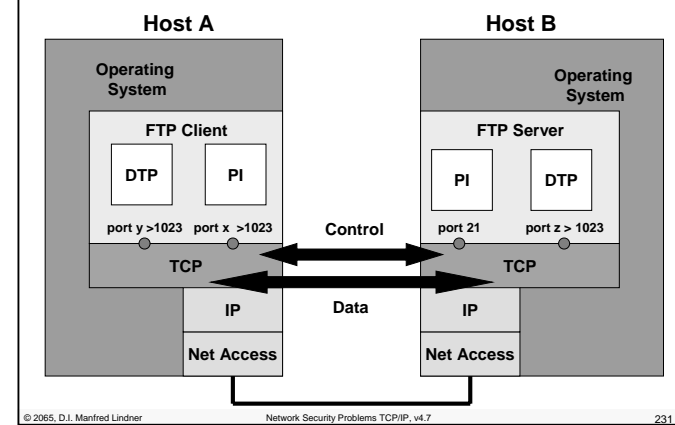 Host A
Host B
Operating
System
Operating
System
FTP Client
FTP Server
DTP
PI
PI
DTP
port y >1023
port x >1023
Control
port 21
port z > 1023
TCP
TCP
IP
Data
IP
Net Access
Net Access
© 2065, D.I. Manfred Lindner
Network Security Problems TCP/IP, v4.7
231